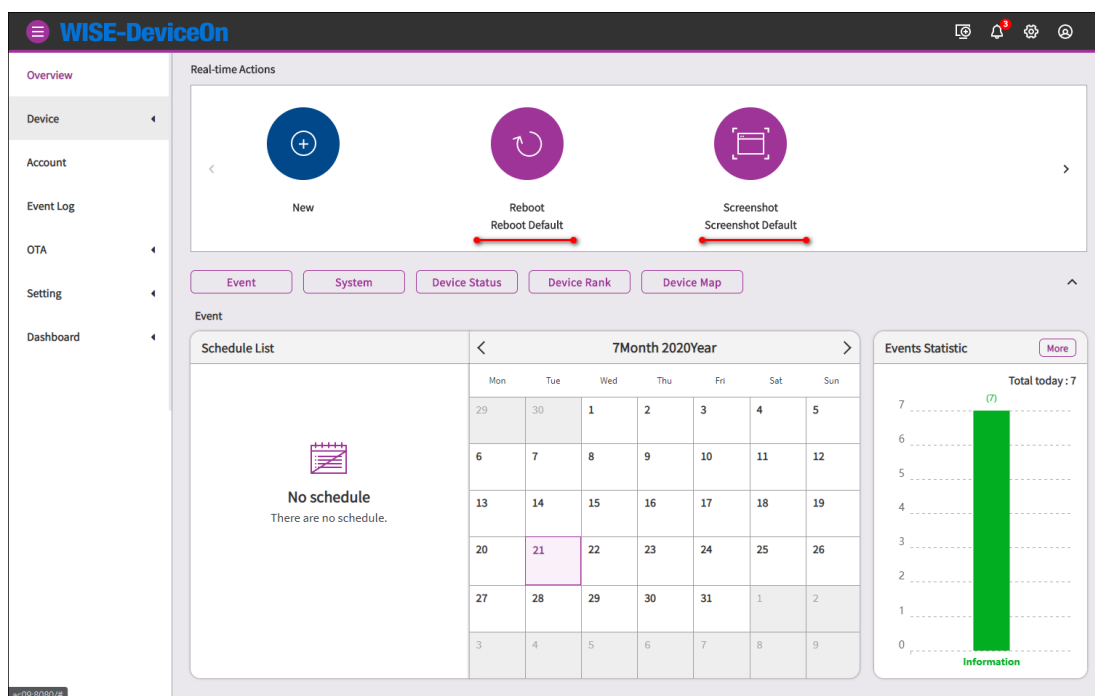 WISE-DeviceOn
3
Overview
Device
Account
Event Log
OTA
Setting
Dashboard
Real-time Actions
New
Reboot
Reboot Default
Screenshot
Screenshot Default
Event System Device Status Device Rank Device Map
Event
Schedule List
No schedule
There are no schedule.
7Month 2020Year
Mon Tue Wed Thu Fri Sat Sun
29 30 1 2 3 4 5
6 7 8 9 10 11 12
13 14 15 16 17 18 19
20 21 22 23 24 25 26
27 28 29 30 31 1 2
3 4 5 6 7 8 9
Events Statistic More
Total today : 7
(7)
7
6
5
4
3
2
1
0
Information
ac09:8080/#